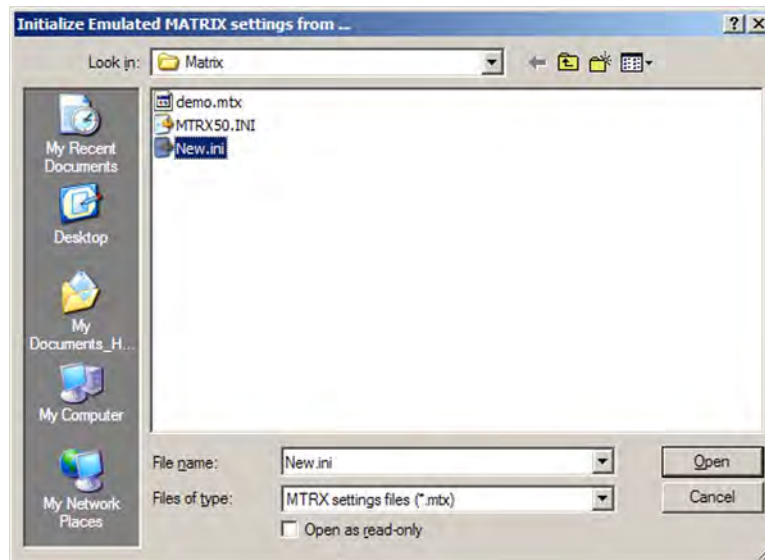 Initialize Emulated MATRIX settings from ...
Look in:
Matrix
demo.mtx
MTRX50.INI
New.ini
My Recent
Documents
Desktop
My
Documents_H...
My Computer
My Network
Places
File name:
New.ini
Open
Files of type:
MTRX settings files (*.mtx)
Cancel
Open as read-only